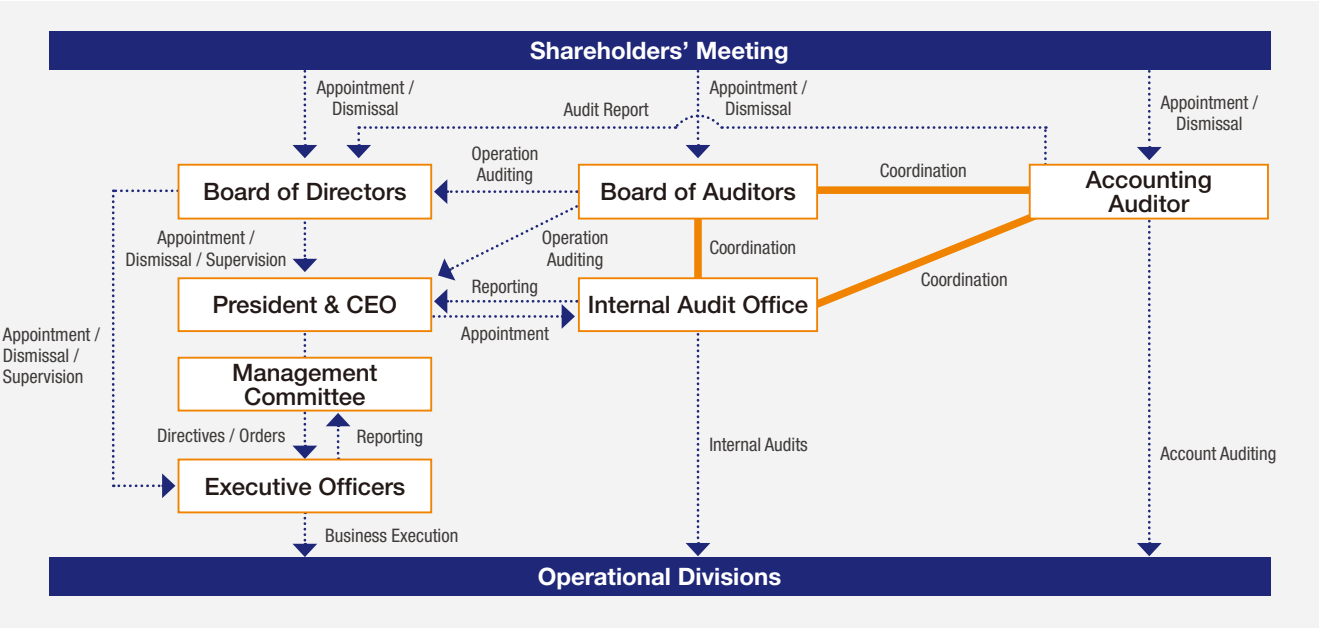 Shareholders’ Meeting
Appointment /
Dismissal
Appointment /
Dismissal
Appointment /
Dismissal
Audit Report
Operation
Auditing
Coordination
Board of Directors
Board of Auditors
Accounting
Auditor
Appointment /
Dismissal / Supervision
Operation
Auditing
Coordination
Coordination
Reporting
President & CEO
Internal Audit Office
Appointment
Appointment /
Dismissal /
Supervision
Management
Committee
Directives / Orders
Reporting
Internal Audits
Account Auditing
Executive Officers
Business Execution
Operational Divisions